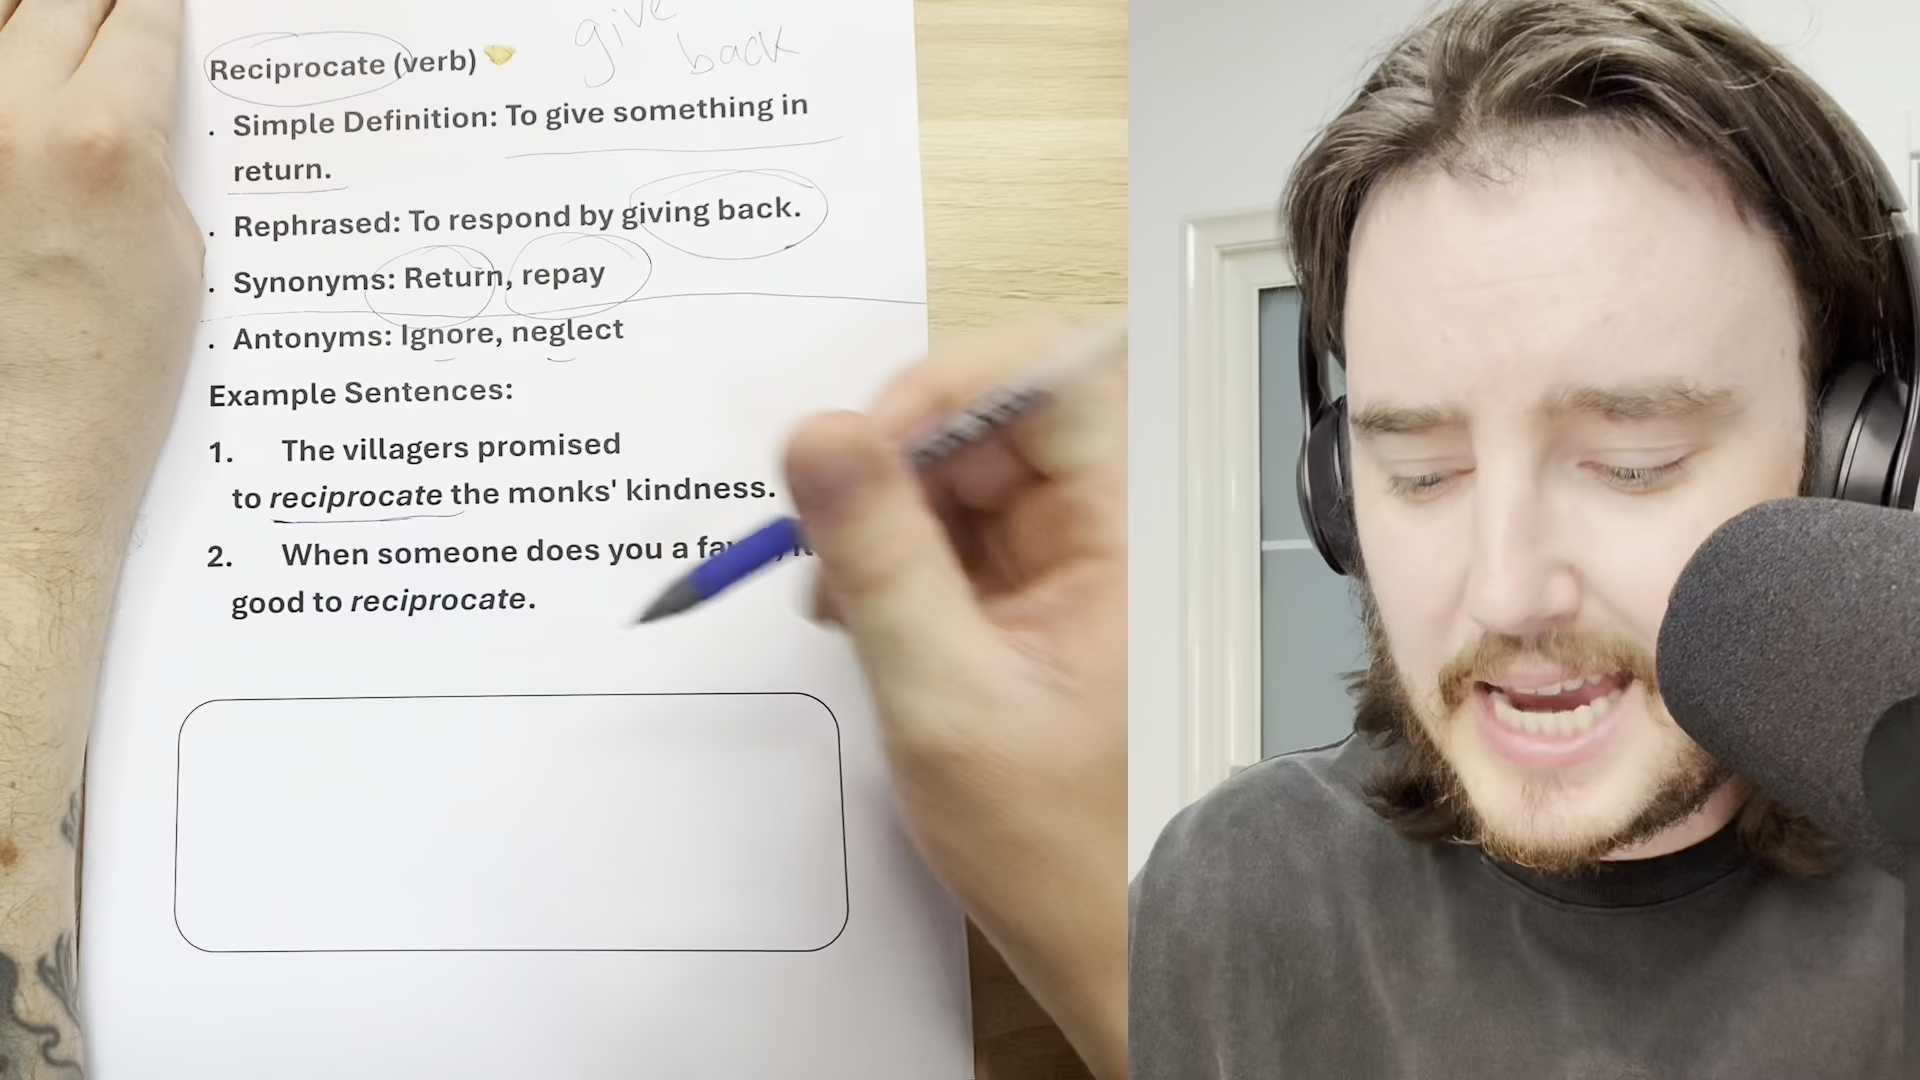 give
back
Reciprocate (verb) 🤝
. Simple Definition: To give something in
return.
. Rephrased: To respond by giving back.
. Synonyms: Return, repay
. Antonyms: Ignore, neglect
Example Sentences:
1. The villagers promised
to reciprocate the monks' kindness.
2. When someone does you a
good to reciprocate.